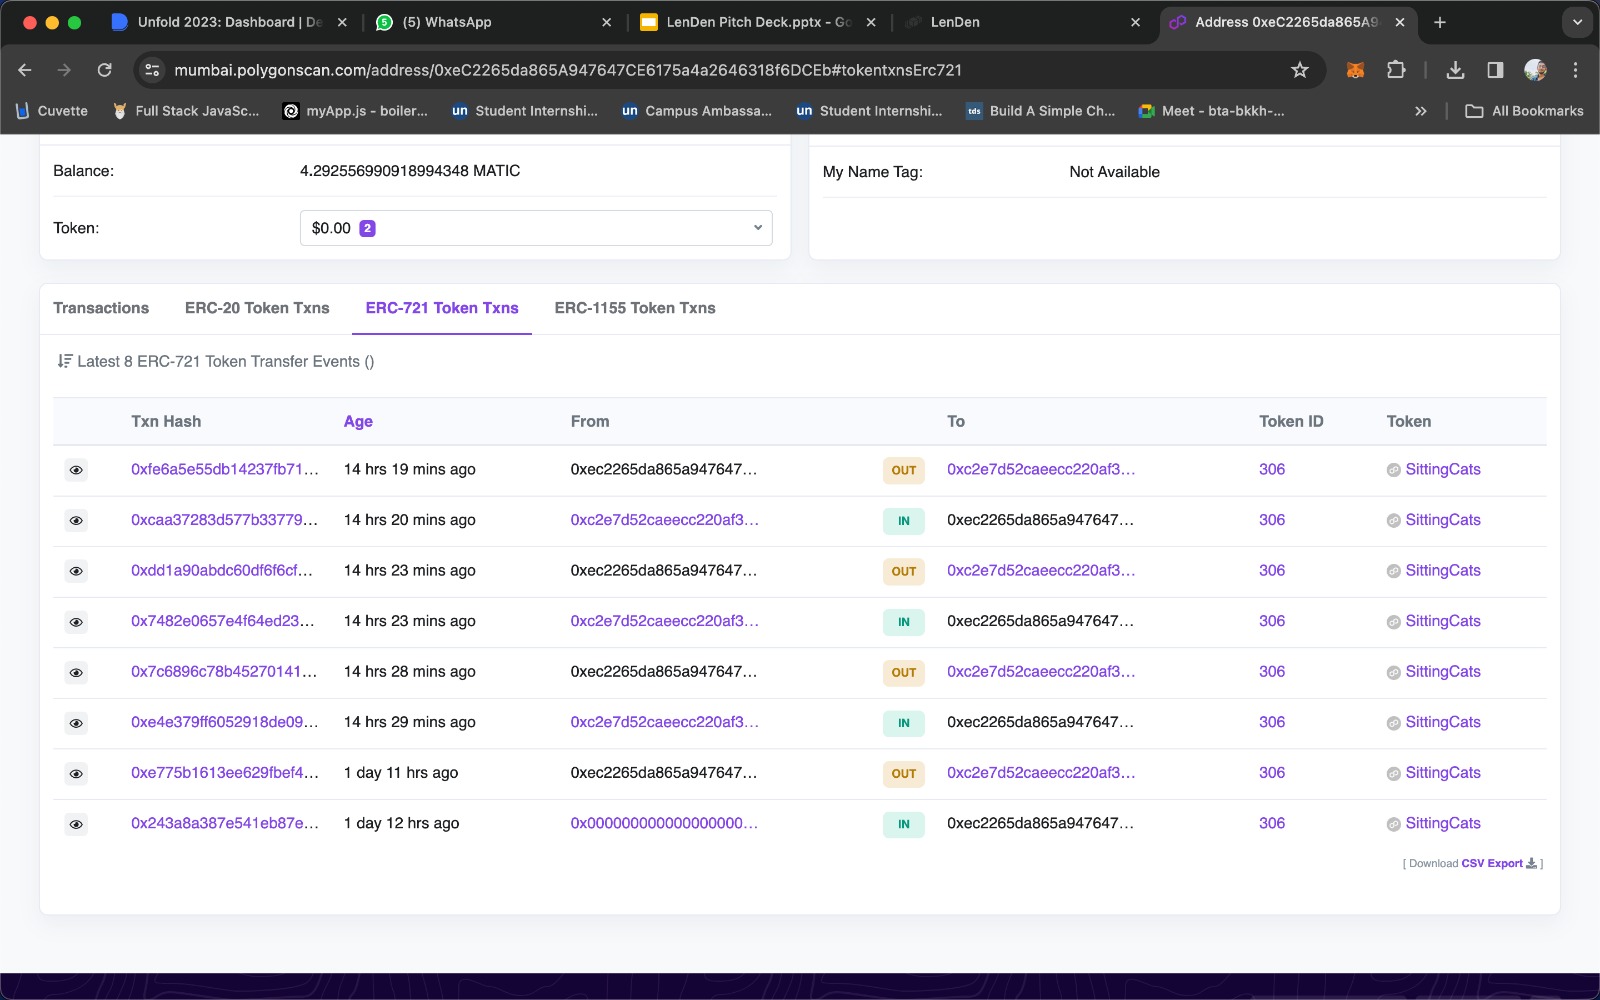 Unfold 2023: Dashboard | De
(5) WhatsApp
LenDen Pitch Deck.pptx - Go
LenDen
Address 0xeC2265da865A9
mumbai.polygonscan.com/address/0xeC2265da865A947647CE6175a4a2646318f6DCEb#tokentxnsErc721
Cuvette
Full Stack JavaSc...
myApp.js - boiler...
un Student Internshi...
un Campus Ambassa...
un Student Internshi...
tds Build A Simple Ch...
Meet - bta-bkkh-...
All Bookmarks
Balance: 4.292556990918994348 MATIC
My Name Tag: Not Available
Token: $0.00 2
Transactions ERC-20 Token Txns ERC-721 Token Txns ERC-1155 Token Txns
Latest 8 ERC-721 Token Transfer Events ()
Txn Hash Age From To Token ID Token
0xfe6a5e55db14237fb71... 14 hrs 19 mins ago 0xec2265da865a947647... OUT 0xc2e7d52caeecc220af3... 306 SittingCats
0xcaa37283d577b33779... 14 hrs 20 mins ago 0xc2e7d52caeecc220af3... IN 0xec2265da865a947647... 306 SittingCats
0xdd1a90abdc60df6f6cf... 14 hrs 23 mins ago 0xec2265da865a947647... OUT 0xc2e7d52caeecc220af3... 306 SittingCats
0x7482e0657e4f64ed23... 14 hrs 23 mins ago 0xc2e7d52caeecc220af3... IN 0xec2265da865a947647... 306 SittingCats
0x7c6896c78b45270141... 14 hrs 28 mins ago 0xec2265da865a947647... OUT 0xc2e7d52caeecc220af3... 306 SittingCats
0xe4e379ff6052918de09... 14 hrs 29 mins ago 0xc2e7d52caeecc220af3... IN 0xec2265da865a947647... 306 SittingCats
0xe775b1613ee629fbef4... 1 day 11 hrs ago 0xec2265da865a947647... OUT 0xc2e7d52caeecc220af3... 306 SittingCats
0x243a8a387e541eb87e... 1 day 12 hrs ago 0x000000000000000000... IN 0xec2265da865a947647... 306 SittingCats
[ Download CSV Export ]